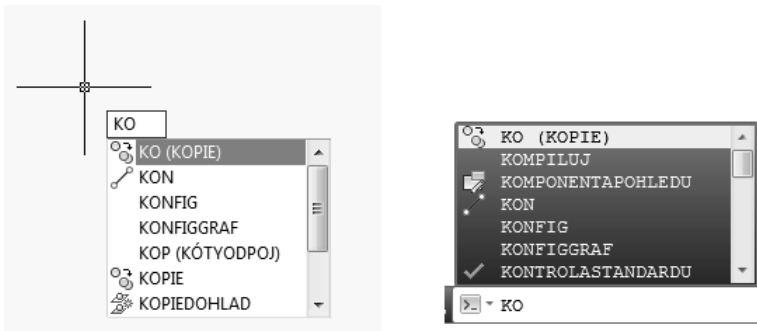 KO
KO (KOPIE)
KON
KONFIG
KONFIGGRAF
KOP (KÓTYODPOJ)
KOPIE
KOPIEDOHLAD
KO (KOPIE)
KOMPILUJ
KOMPONENTAPOHLEDU
KON
KONFIG
KONFIGGRAF
KONTROLASTANDARDU
KO